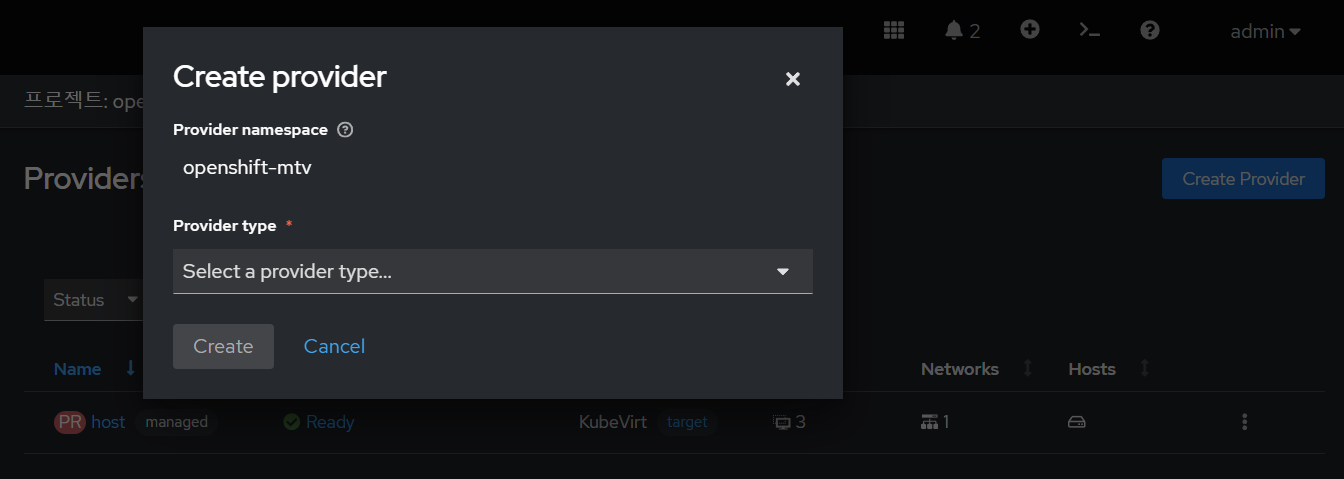 2
admin
Create provider
프로젝트: ope
Provider namespace
openshift-mtv
Providers
Create Provider
Provider type *
Select a provider type...
Status
Create
Cancel
Name
Networks
Hosts
PR host managed Ready KubeVirt target 3 1